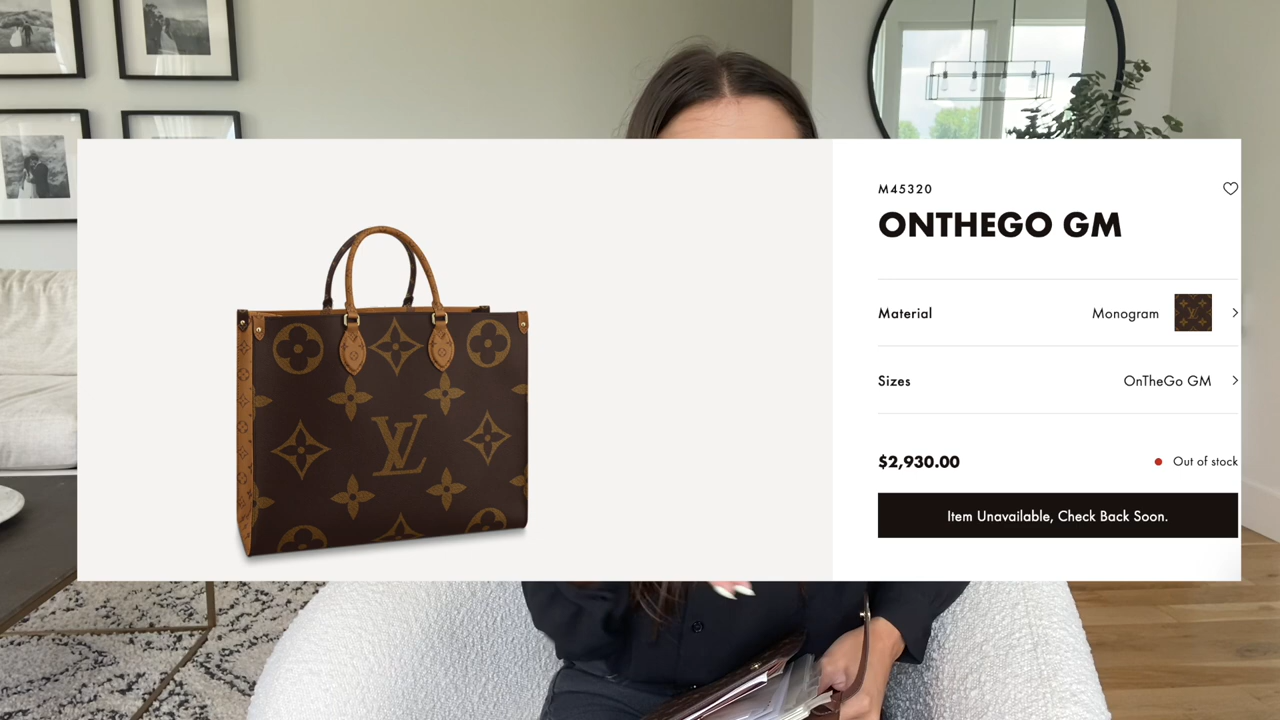 M45320
ONTHEGO GM
Material Monogram
Sizes OnTheGo GM
$2,930.00 Out of stock
Item Unavailable, Check Back Soon.
LV